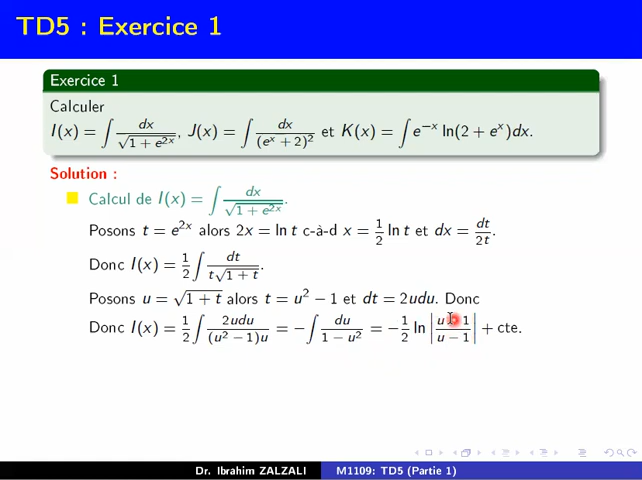 TD5 : Exercice 1
Exercice 1
Calculer
I(x) = ∫ dx/√(1 + e^{2x}), J(x) = ∫ dx/(e^x + 2)^2 et K(x) = ∫ e^{−x} ln(2 + e^x)dx.
Solution :
Calcul de I(x) = ∫ dx/√(1 + e^{2x}).
Posons t = e^{2x} alors 2x = ln t c-à-d x = 1/2 ln t et dx = dt/2t.
Donc I(x) = 1/2 ∫ dt/(t√(1 + t)).
Posons u = √(1 + t) alors t = u^2 − 1 et dt = 2udu. Donc
Donc I(x) = 1/2 ∫ 2udu/((u^2 − 1)u) = − ∫ du/(1 − u^2) = −1/2 ln |(u 1)/(u − 1)| + cte.
Dr. Ibrahim ZALZALI
M1109: TD5 (Partie 1)